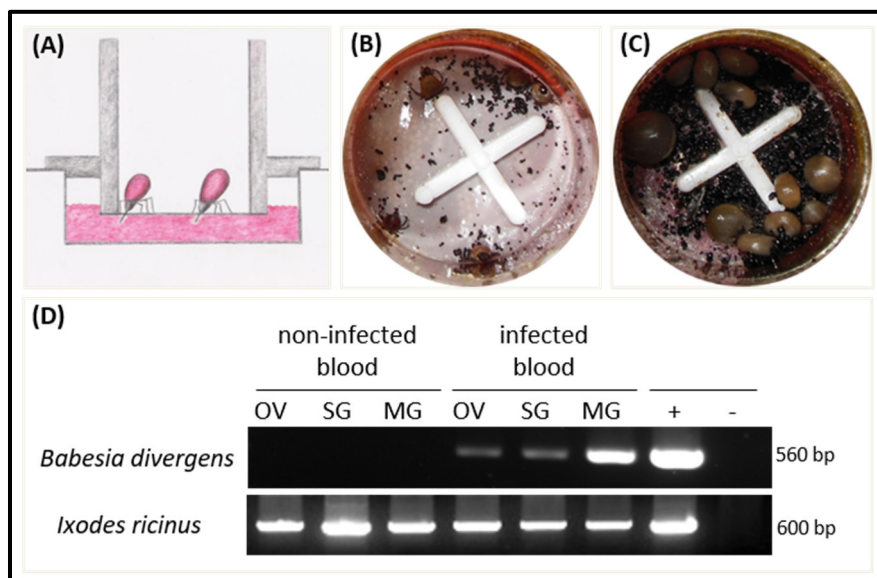 (A)
(B)
(C)
(D)
non-infected blood
infected blood
OV SG MG OV SG MG + -
Babesia divergens 560 bp
Ixodes ricinus 600 bp